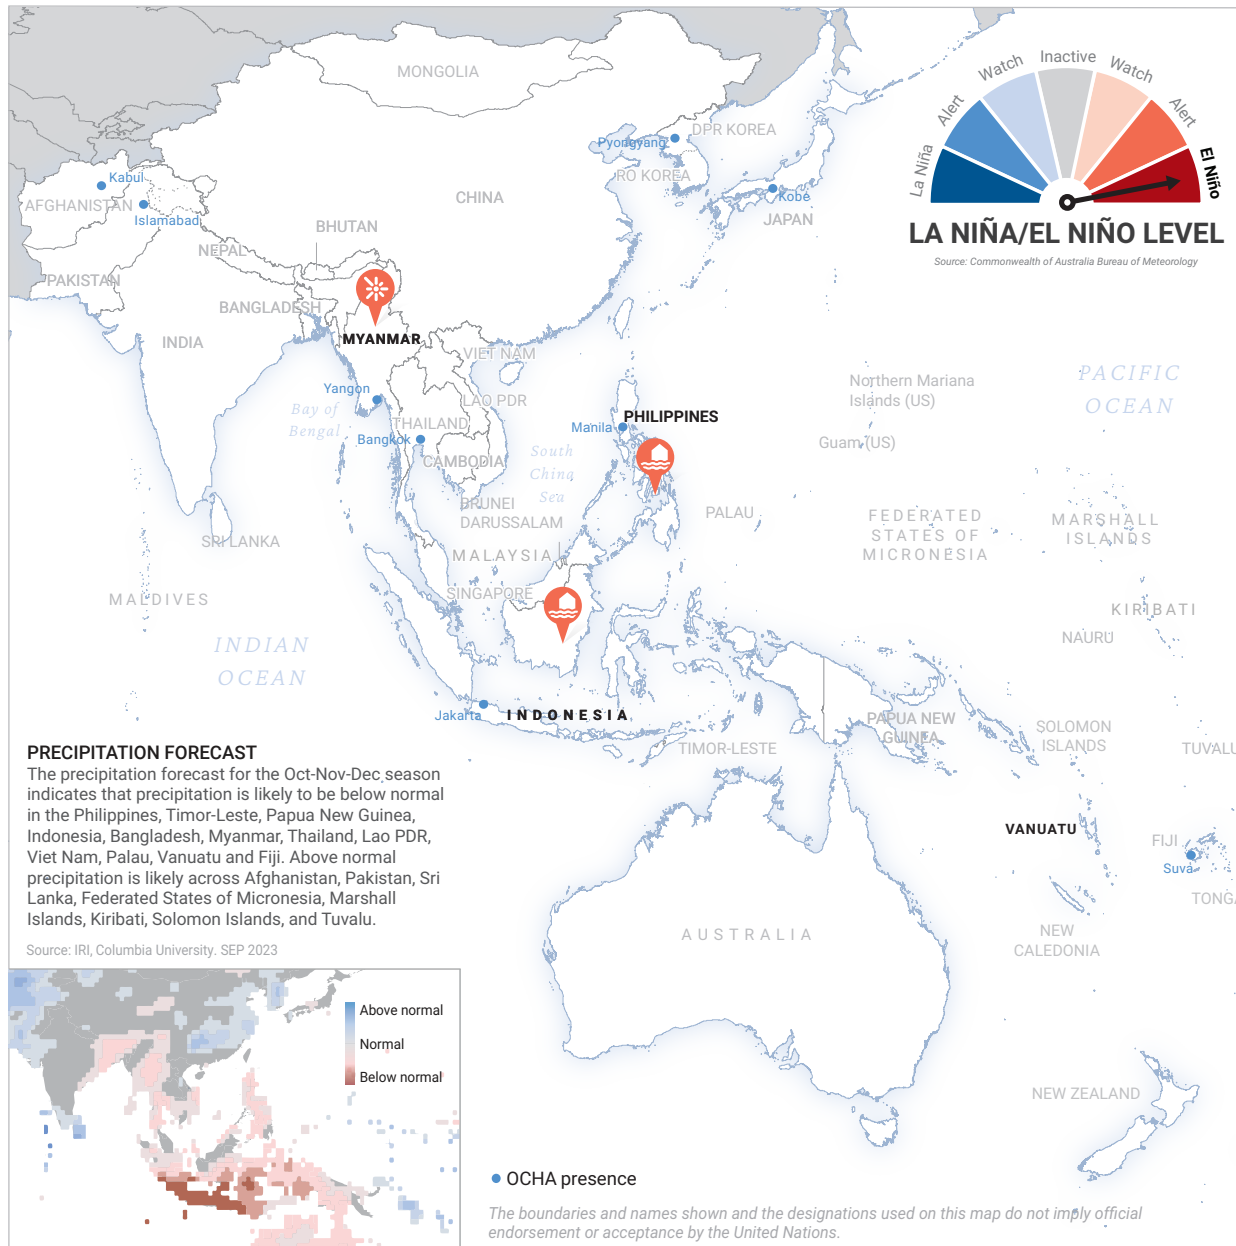 MONGOLIA
DPR KOREA
Pyongyang
RO KOREA
Kobe
JAPAN
CHINA
Kabul
AFGHANISTAN
Islamabad
BHUTAN
NEPAL
PAKISTAN
BANGLADESH
INDIA
MYANMAR
VIET NAM
Yangon
LAO PDR
Bay of
Bengal
THAILAND
Bangkok
CAMBODIA
South
China
Sea
Manila
PHILIPPINES
BRUNEI
DARUSSALAM
SRI LANKA
MALAYSIA
SINGAPORE
MALDIVES
INDIAN
OCEAN
Jakarta
INDONESIA
TIMOR-LESTE
PALAU
Northern Mariana
Islands (US)
Guam (US)
PACIFIC
OCEAN
FEDERATED
STATES OF
MICRONESIA
MARSHALL
ISLANDS
KIRIBATI
NAURU
PAPUA NEW
GUINEA
SOLOMON
ISLANDS
TUVALU
VANUATU
FIJI
Suva
TONGA
NEW
CALEDONIA
AUSTRALIA
NEW ZEALAND
La Niña
Alert
Watch
Inactive
Watch
Alert
El Niño
LA NIÑA/EL NIÑO LEVEL
Source: Commonwealth of Australia Bureau of Meteorology
PRECIPITATION FORECAST
The precipitation forecast for the Oct-Nov-Dec season
indicates that precipitation is likely to be below normal
in the Philippines, Timor-Leste, Papua New Guinea,
Indonesia, Bangladesh, Myanmar, Thailand, Lao PDR,
Viet Nam, Palau, Vanuatu and Fiji. Above normal
precipitation is likely across Afghanistan, Pakistan, Sri
Lanka, Federated States of Micronesia, Marshall
Islands, Kiribati, Solomon Islands, and Tuvalu.
Source: IRI, Columbia University. SEP 2023
Above normal
Normal
Below normal
OCHA presence
The boundaries and names shown and the designations used on this map do not imply official
endorsement or acceptance by the United Nations.